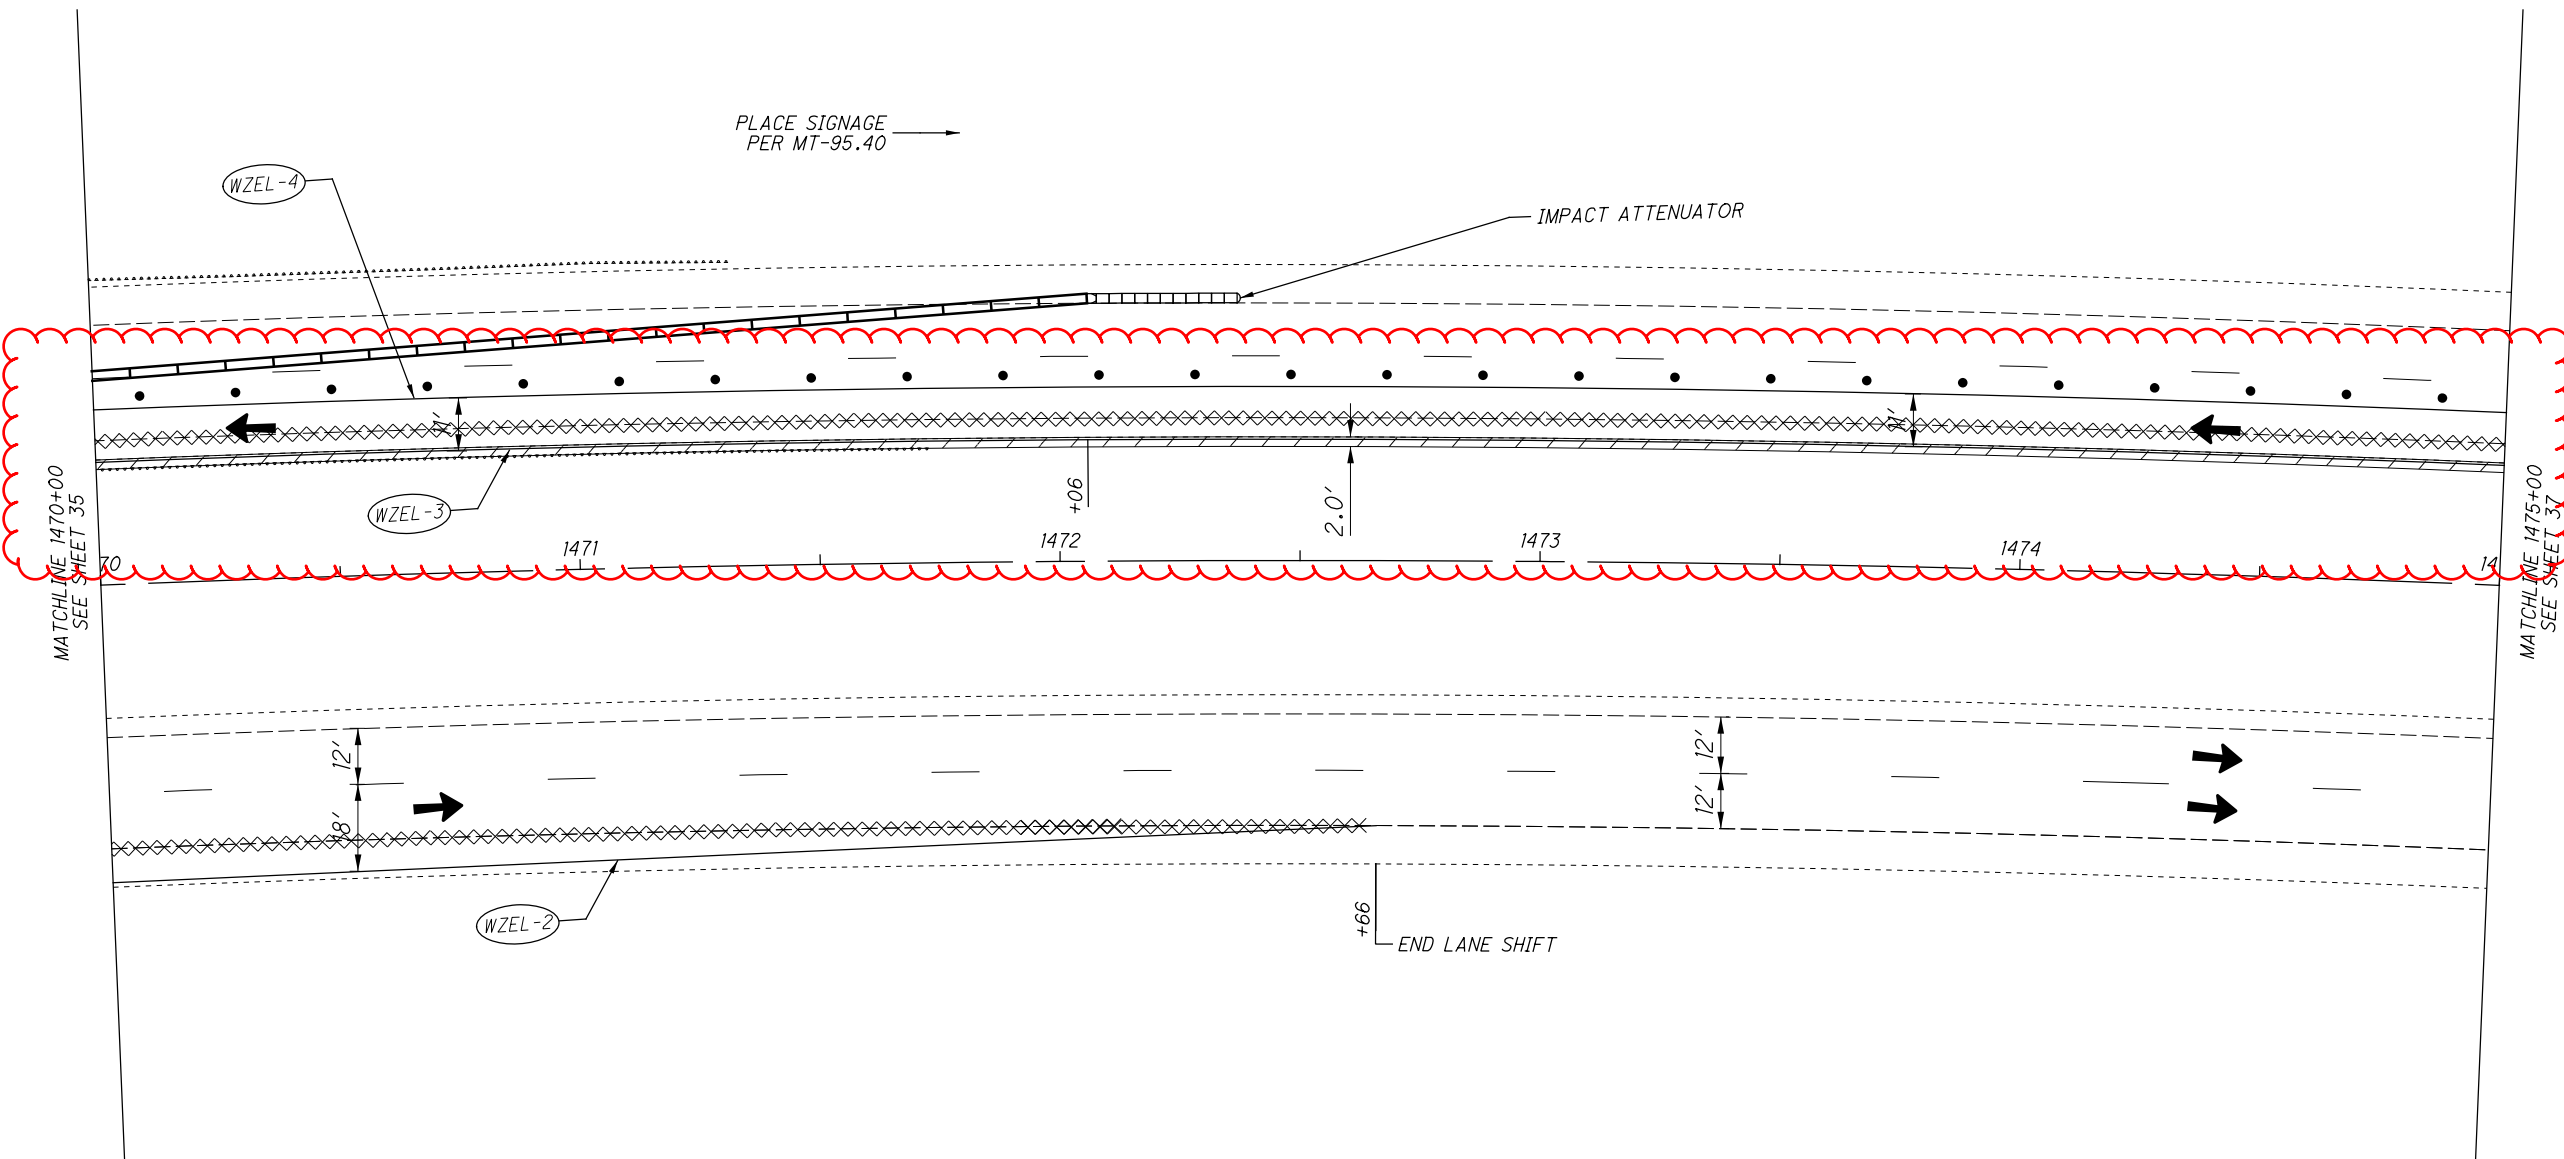 PLACE SIGNAGE
PER MT-95.40
WZEL-4
IMPACT ATTENUATOR
11'
11'
WZEL-3
+06
2.0'
MATCHLINE 1470+00
SEE SHEET 35
70
1471
1472
1473
1474
14
MATCHLINE 1475+00
SEE SHEET 37
12'
18'
12'
12'
WZEL-2
+66
END LANE SHIFT